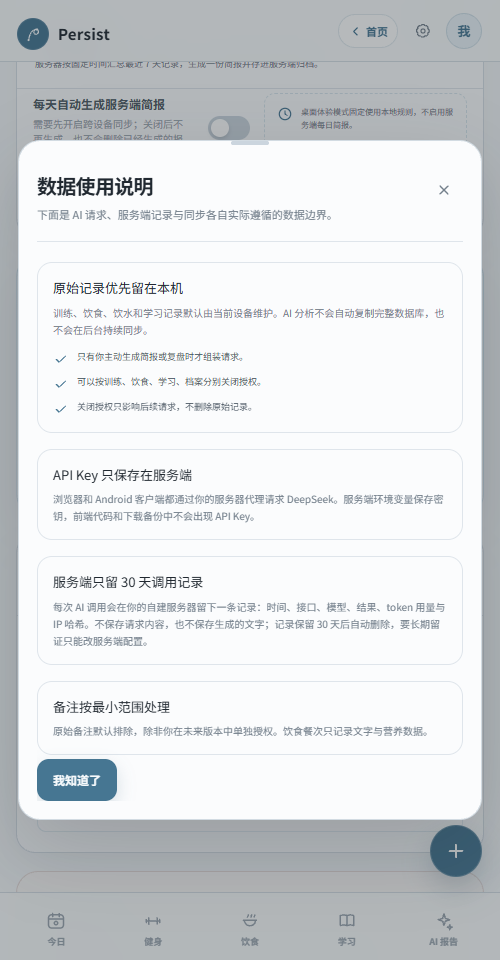 Persist
首页
我
服务器按固定时间汇总最近 7 天记录，生成一份简报并存进服务端归档。
每天自动生成服务端简报
需要先开启跨设备同步；关闭后不
桌面体验模式固定使用本地规则，不启用服
务端每日简报。
数据使用说明
下面是 AI 请求、服务端记录与同步各自实际遵循的数据边界。
原始记录优先留在本机
训练、饮食、饮水和学习记录默认由当前设备维护。AI 分析不会自动复制完整数据库，也
不会在后台持续同步。
只有你主动生成简报或复盘时才组装请求。
可以按训练、饮食、学习、档案分别关闭授权。
关闭授权只影响后续请求，不删除原始记录。
API Key 只保存在服务端
浏览器和 Android 客户端都通过你的服务器代理请求 DeepSeek。服务端环境变量保存密
钥，前端代码和下载备份中不会出现 API Key。
服务端只留 30 天调用记录
每次 AI 调用会在你的自建服务器留下一条记录：时间、接口、模型、结果、token 用量与
IP 哈希。不保存请求内容，也不保存生成的文字；记录保留 30 天后自动删除，要长期留
证只能改服务端配置。
备注按最小范围处理
原始备注默认排除，除非你在未来版本中单独授权。饮食餐次只记录文字与营养数据。
我知道了
今日
健身
饮食
学习
AI 报告